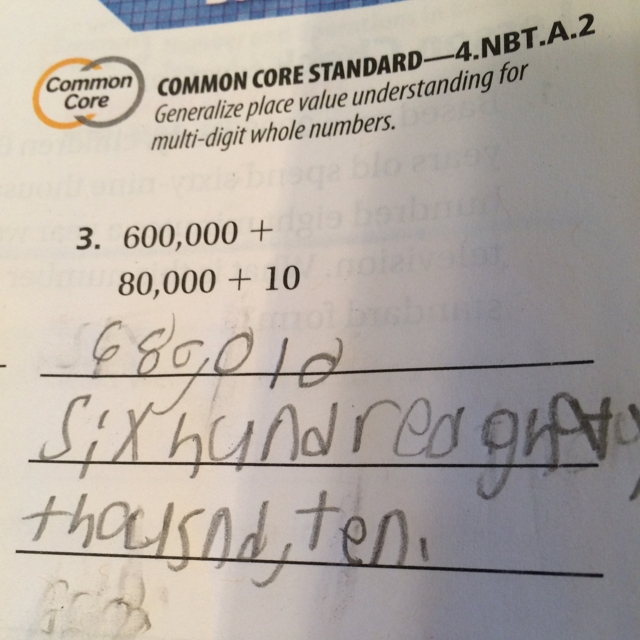 Common
Core
COMMON CORE STANDARD—4.NBT.A.2
Generalize place value understanding for
multi-digit whole numbers.
3. 600,000 +
80,000 + 10
680,010
Six hundred
thousnd, ten.